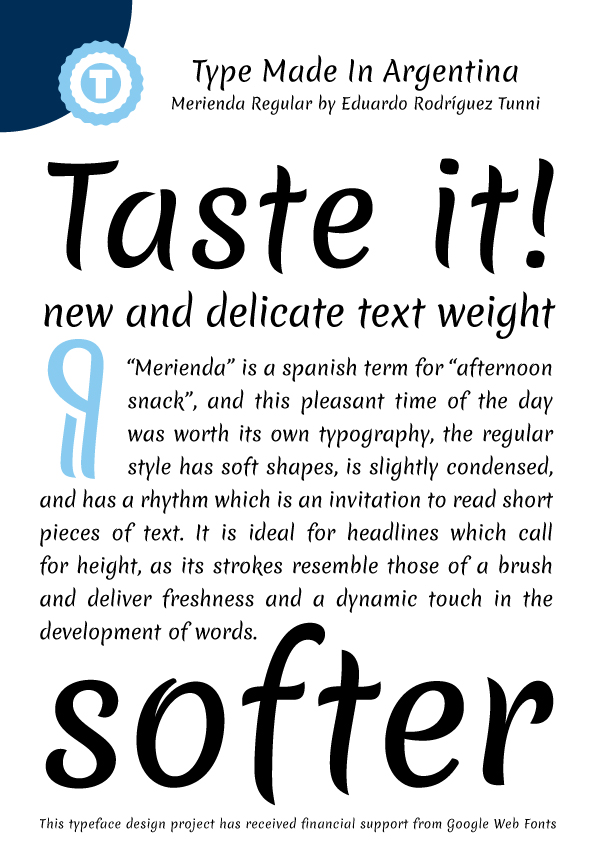 T
Type Made In Argentina
Merienda Regular by Eduardo Rodríguez Tunni
Taste it!
new and delicate text weight
¶
“Merienda” is a spanish term for “afternoon
snack”, and this pleasant time of the day
was worth its own typography, the regular
style has soft shapes, is slightly condensed,
and has a rhythm which is an invitation to read short
pieces of text. It is ideal for headlines which call
for height, as its strokes resemble those of a brush
and deliver freshness and a dynamic touch in the
development of words.
softer
This typeface design project has received financial support from Google Web Fonts